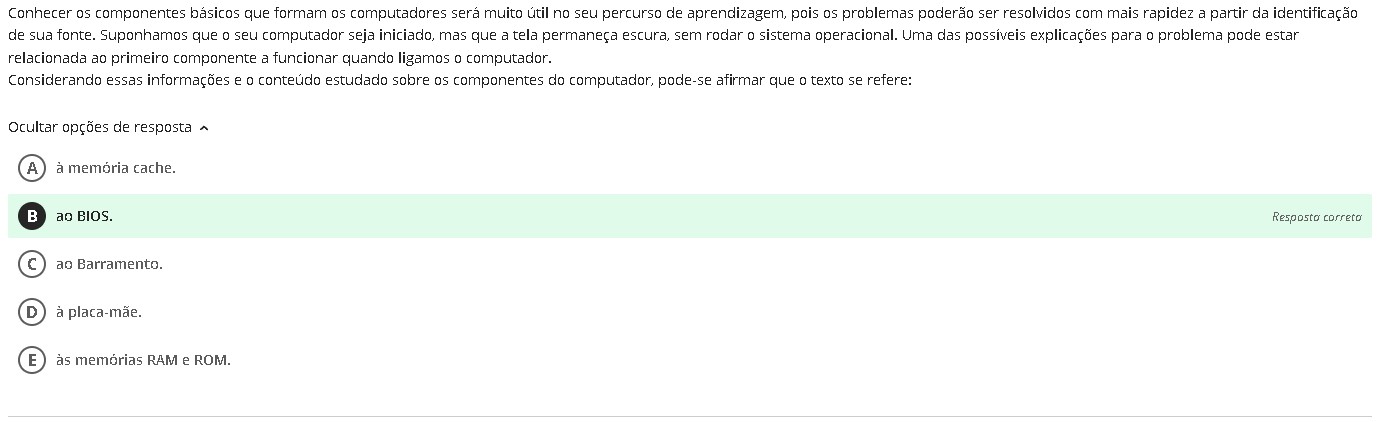 Conhecer os componentes básicos que formam os computadores será muito útil no seu percurso de aprendizagem, pois os problemas poderão ser resolvidos com mais rapidez a partir da identificação
de sua fonte. Suponhamos que o seu computador seja iniciado, mas que a tela permaneça escura, sem rodar o sistema operacional. Uma das possíveis explicações para o problema pode estar
relacionada ao primeiro componente a funcionar quando ligamos o computador.
Considerando essas informações e o conteúdo estudado sobre os componentes do computador, pode-se afirmar que o texto se refere:
Ocultar opções de resposta
A à memória cache.
B ao BIOS. Resposta correta
C ao Barramento.
D à placa-mãe.
E às memórias RAM e ROM.